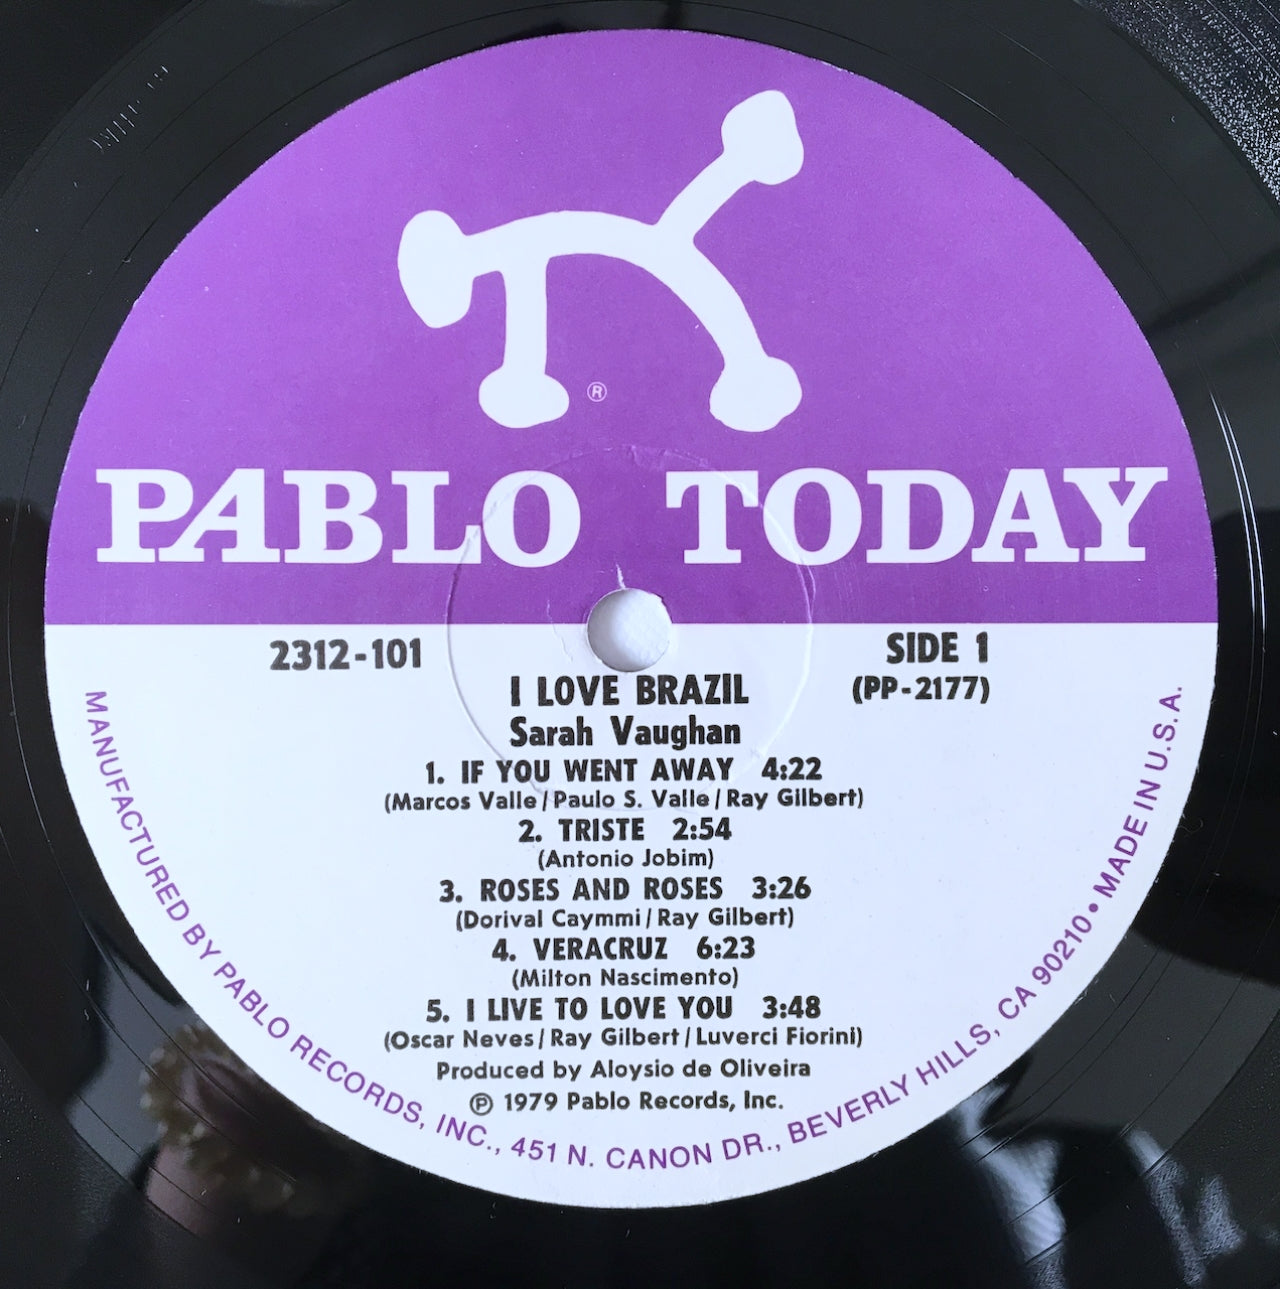 ®
PABLO TODAY
2312-101
SIDE 1
(PP-2177)
I LOVE BRAZIL
Sarah Vaughan
1. IF YOU WENT AWAY 4:22
(Marcos Valle/Paulo S. Valle/Ray Gilbert)
2. TRISTE 2:54
(Antonio Jobim)
3. ROSES AND ROSES 3:26
(Dorival Caymmi/Ray Gilbert)
4. VERACRUZ 6:23
(Milton Nascimento)
5. I LIVE TO LOVE YOU 3:48
(Oscar Neves/Ray Gilbert/Luverci Fiorini)
Produced by Aloysio de Oliveira
℗ 1979 Pablo Records, Inc.
MANUFACTURED BY PABLO RECORDS, INC., 451 N. CANON DR., BEVERLY HILLS, CA 90210 • MADE IN U.S.A.